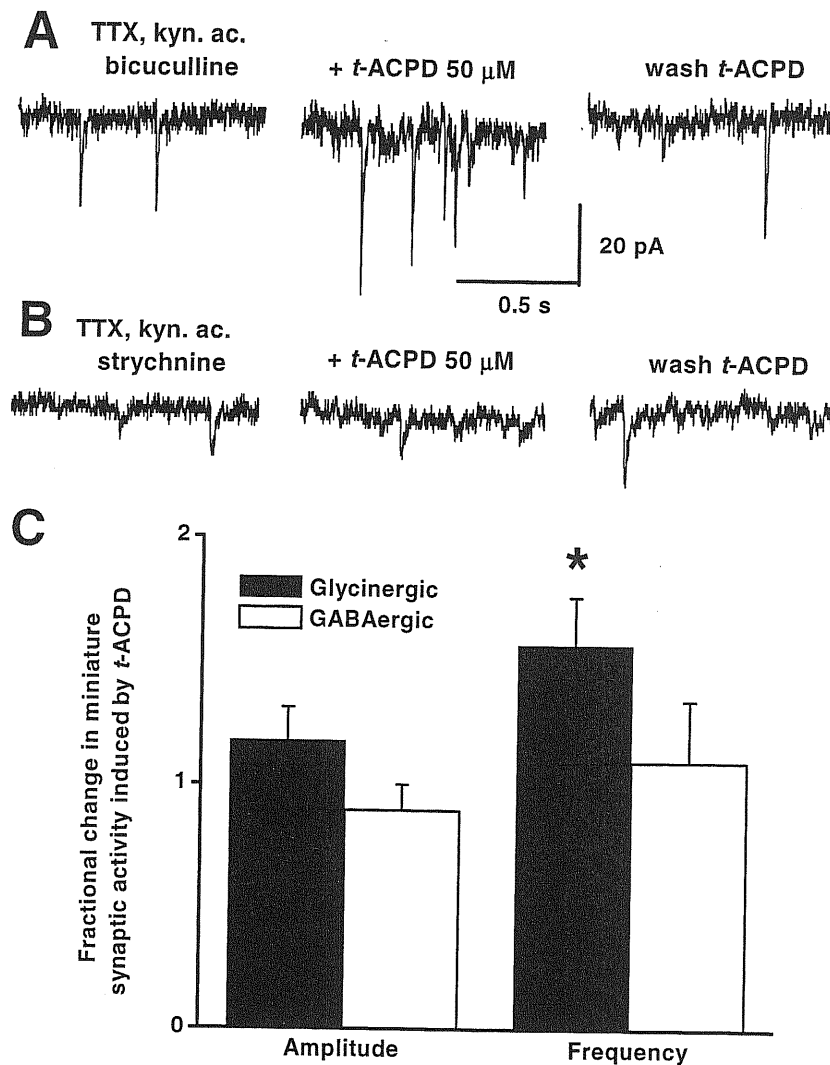 A
TTX, kyn. ac.
bicuculline
+ t-ACPD 50 µM
wash t-ACPD
20 pA
0.5 s
B
TTX, kyn. ac.
strychnine
+ t-ACPD 50 µM
wash t-ACPD
C
2
*
Glycinergic
GABAergic
Fractional change in miniature
synaptic activity induced by t-ACPD
1
0
Amplitude
Frequency